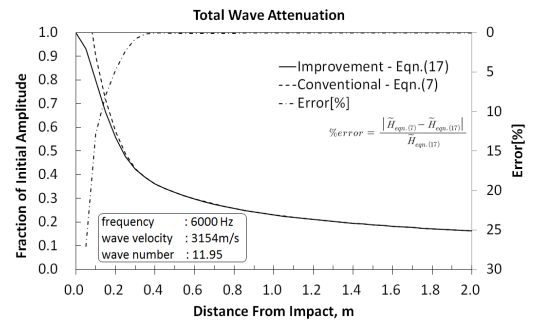 Total Wave Attenuation
1.0
0.9
0.8
0.7
0.6
0.5
0.4
0.3
0.2
0.1
0.0
Fraction of Initial Amplitude
Improvement - Eqn.(17)
Conventional - Eqn.(7)
Error[%]
%error = |H̃eqn.(7) − H̃eqn.(17)| / H̃eqn.(17)
frequency : 6000 Hz
wave velocity : 3154m/s
wave number : 11.95
0
5
10
15
20
25
30
Error[%]
0.0 0.2 0.4 0.6 0.8 1.0 1.2 1.4 1.6 1.8 2.0
Distance From Impact, m